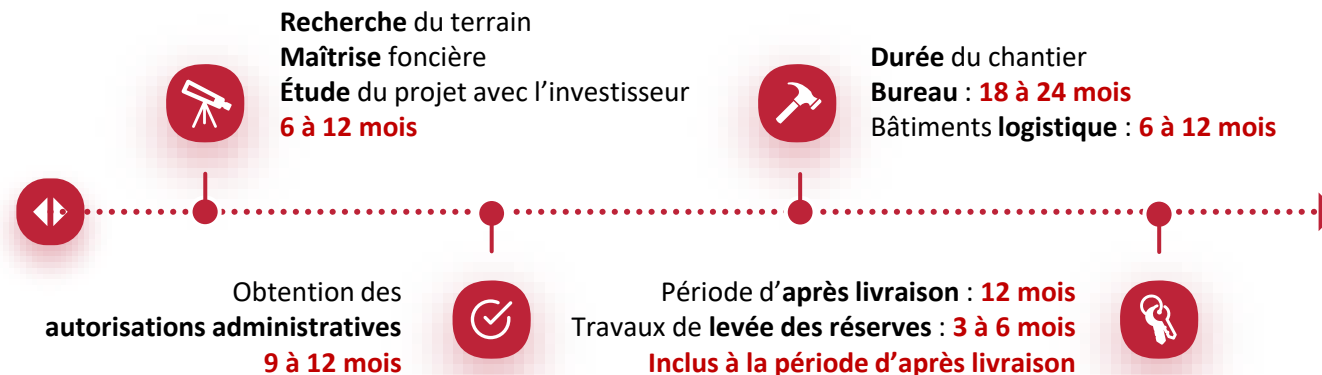 Recherche du terrain
Maîtrise foncière
Étude du projet avec l’investisseur
6 à 12 mois
Durée du chantier
Bureau : 18 à 24 mois
Bâtiments logistique : 6 à 12 mois
Obtention des
autorisations administratives
9 à 12 mois
Période d’après livraison : 12 mois
Travaux de levée des réserves : 3 à 6 mois
Inclus à la période d’après livraison